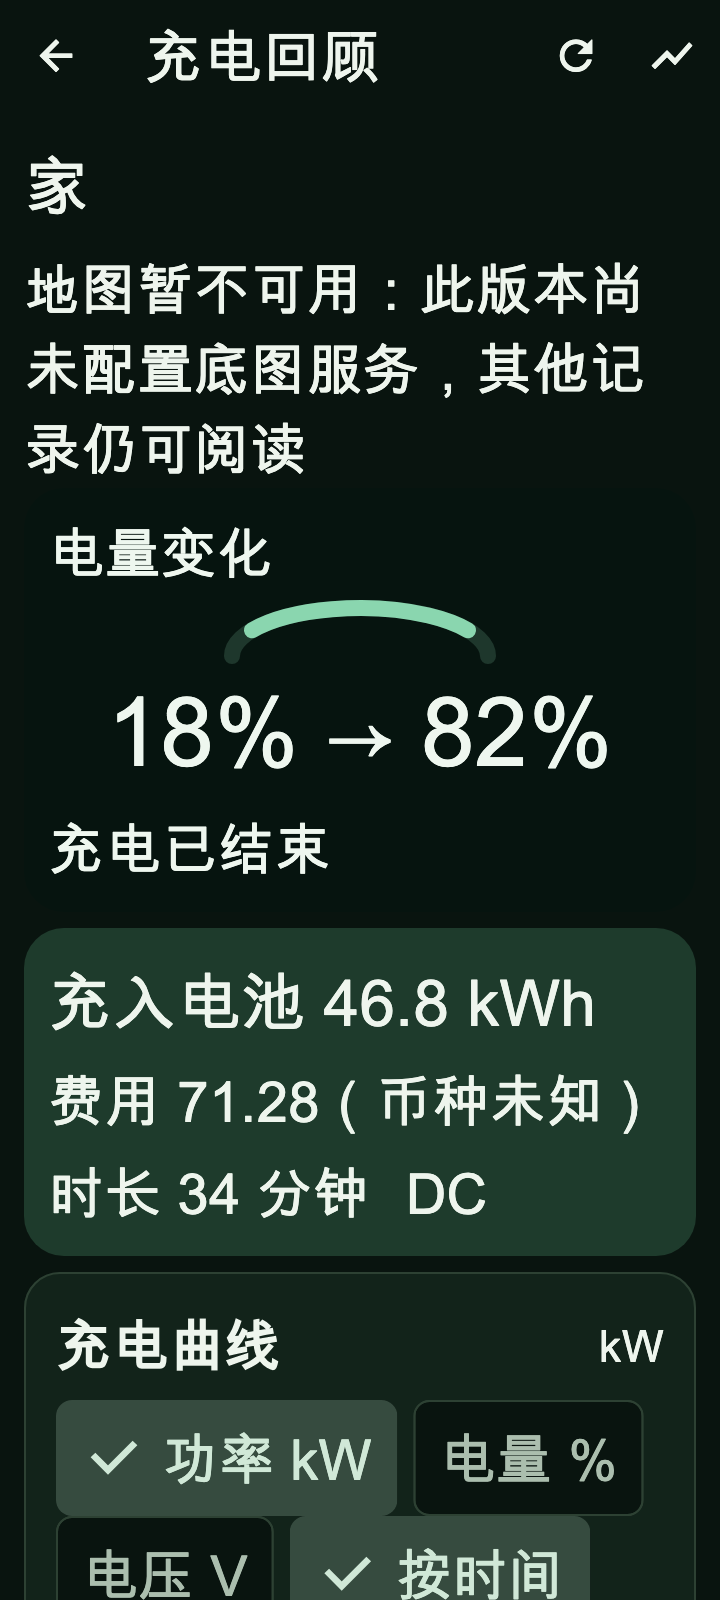 充电回顾
家
地图暂不可用：此版本尚
未配置底图服务，其他记
录仍可阅读
电量变化
18% → 82%
充电已结束
充入电池 46.8 kWh
费用 71.28（币种未知）
时长 34 分钟 DC
充电曲线 kW
功率 kW 电量 %
电压 V 按时间